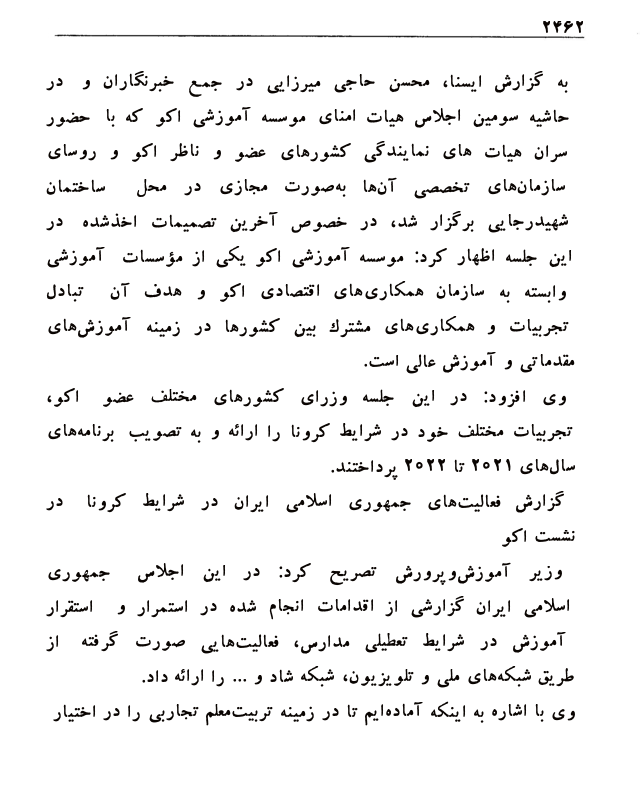 ۲۴۶۲
به گزارش ایسنا، محسن حاجی میرزایی در جمع خبرنگاران و در
حاشیه سومین اجلاس هیات امنای موسسه آموزشی اکو که با حضور
سران هیات های نمایندگی کشورهای عضو و ناظر اکو و روسای
سازمان‌های تخصصی آن‌ها به‌صورت مجازی در محل ساختمان
شهیدرجایی برگزار شد، در خصوص آخرین تصمیمات اخذشده در
این جلسه اظهار کرد: موسسه آموزشی اکو یکی از مؤسسات آموزشی
وابسته به سازمان همکاری‌های اقتصادی اکو و هدف آن تبادل
تجربیات و همکاری‌های مشترك بین کشورها در زمینه آموزش‌های
مقدماتی و آموزش عالی است.
وی افزود: در این جلسه وزرای کشورهای مختلف عضو اکو،
تجربیات مختلف خود در شرایط کرونا را ارائه و به تصویب برنامه‌های
سال‌های ۲۰۲۱ تا ۲۰۲۲ پرداختند.
گزارش فعالیت‌های جمهوری اسلامی ایران در شرایط کرونا در
نشست اکو
وزیر آموزش‌وپرورش تصریح کرد: در این اجلاس جمهوری
اسلامی ایران گزارشی از اقدامات انجام شده در استمرار و استقرار
آموزش در شرایط تعطیلی مدارس، فعالیت‌هایی صورت گرفته از
طریق شبکه‌های ملی و تلویزیون، شبکه شاد و ... را ارائه داد.
وی با اشاره به اینکه آماده‌ایم تا در زمینه تربیت‌معلم تجاربی را در اختیار